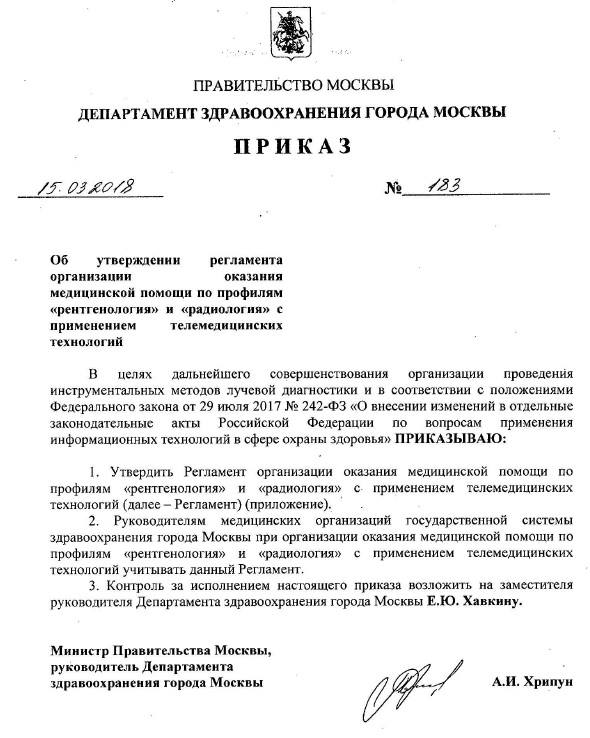 ПРАВИТЕЛЬСТВО МОСКВЫ
ДЕПАРТАМЕНТ ЗДРАВООХРАНЕНИЯ ГОРОДА МОСКВЫ
ПРИКАЗ
15.03.2018 № 183
Об утверждении регламента
организации оказания
медицинской помощи по профилям
«рентгенология» и «радиология» с
применением телемедицинских
технологий
В целях дальнейшего совершенствования организации проведения
инструментальных методов лучевой диагностики и в соответствии с положениями
Федерального закона от 29 июля 2017 № 242-ФЗ «О внесении изменений в отдельные
законодательные акты Российской Федерации по вопросам применения
информационных технологий в сфере охраны здоровья» ПРИКАЗЫВАЮ:
1. Утвердить Регламент организации оказания медицинской помощи по
профилям «рентгенология» и «радиология» с применением телемедицинских
технологий (далее – Регламент) (приложение).
2. Руководителям медицинских организаций государственной системы
здравоохранения города Москвы при организации оказания медицинской помощи по
профилям «рентгенология» и «радиология» с применением телемедицинских
технологий учитывать данный Регламент.
3. Контроль за исполнением настоящего приказа возложить на заместителя
руководителя Департамента здравоохранения города Москвы Е.Ю. Хавкину.
Министр Правительства Москвы,
руководитель Департамента
здравоохранения города Москвы А.И. Хрипун